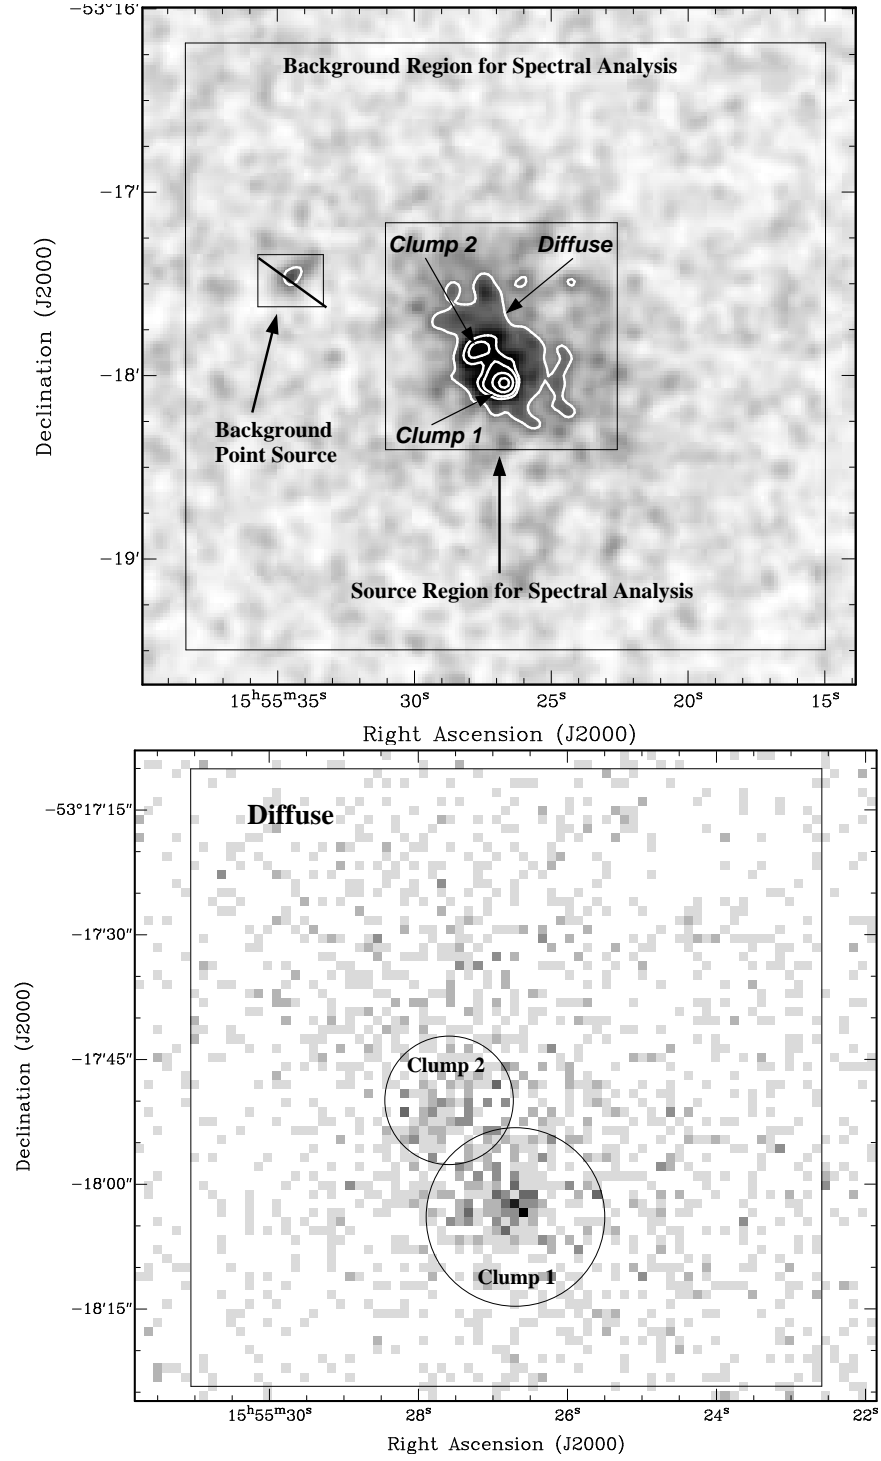 −53°16′
Background Region for Spectral Analysis
−17′
Clump 2
Diffuse
Declination (J2000)
−18′
Background
Point Source
Clump 1
−19′
Source Region for Spectral Analysis
15ʰ55ᵐ35ˢ 30ˢ 25ˢ 20ˢ 15ˢ
Right Ascension (J2000)
−53°17′15″
Diffuse
−17′30″
−17′45″
Clump 2
Declination (J2000)
−18′00″
Clump 1
−18′15″
15ʰ55ᵐ30ˢ 28ˢ 26ˢ 24ˢ 22ˢ
Right Ascension (J2000)